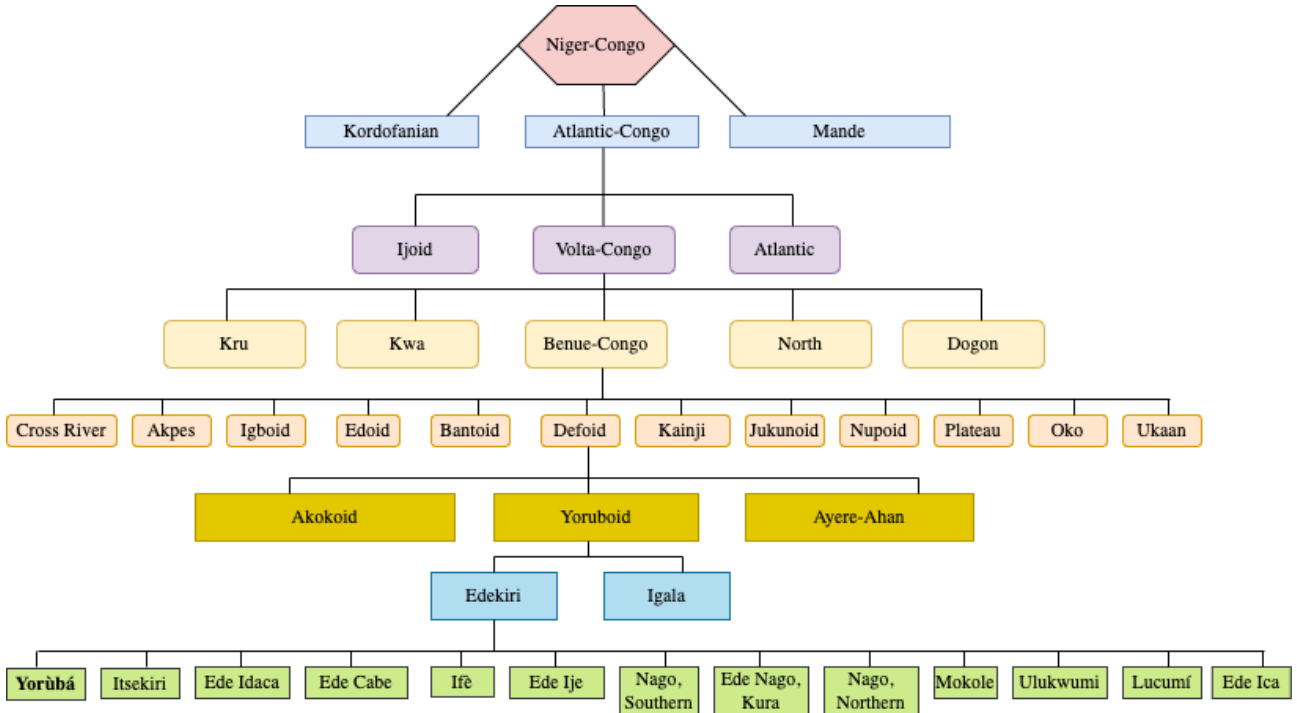 Niger-Congo
Kordofanian
Atlantic-Congo
Mande
Ijoid
Volta-Congo
Atlantic
Kru
Kwa
Benue-Congo
North
Dogon
Cross River
Akpes
Igboid
Edoid
Bantoid
Defoid
Kainji
Jukunoid
Nupoid
Plateau
Oko
Ukaan
Akokoid
Yoruboid
Ayere-Ahan
Edekiri
Igala
Yorùbá
Itsekiri
Ede Idaca
Ede Cabe
Ifè
Ede Ije
Nago,
Southern
Ede Nago,
Kura
Nago,
Northern
Mokole
Ulukwumi
Lucumí
Ede Ica